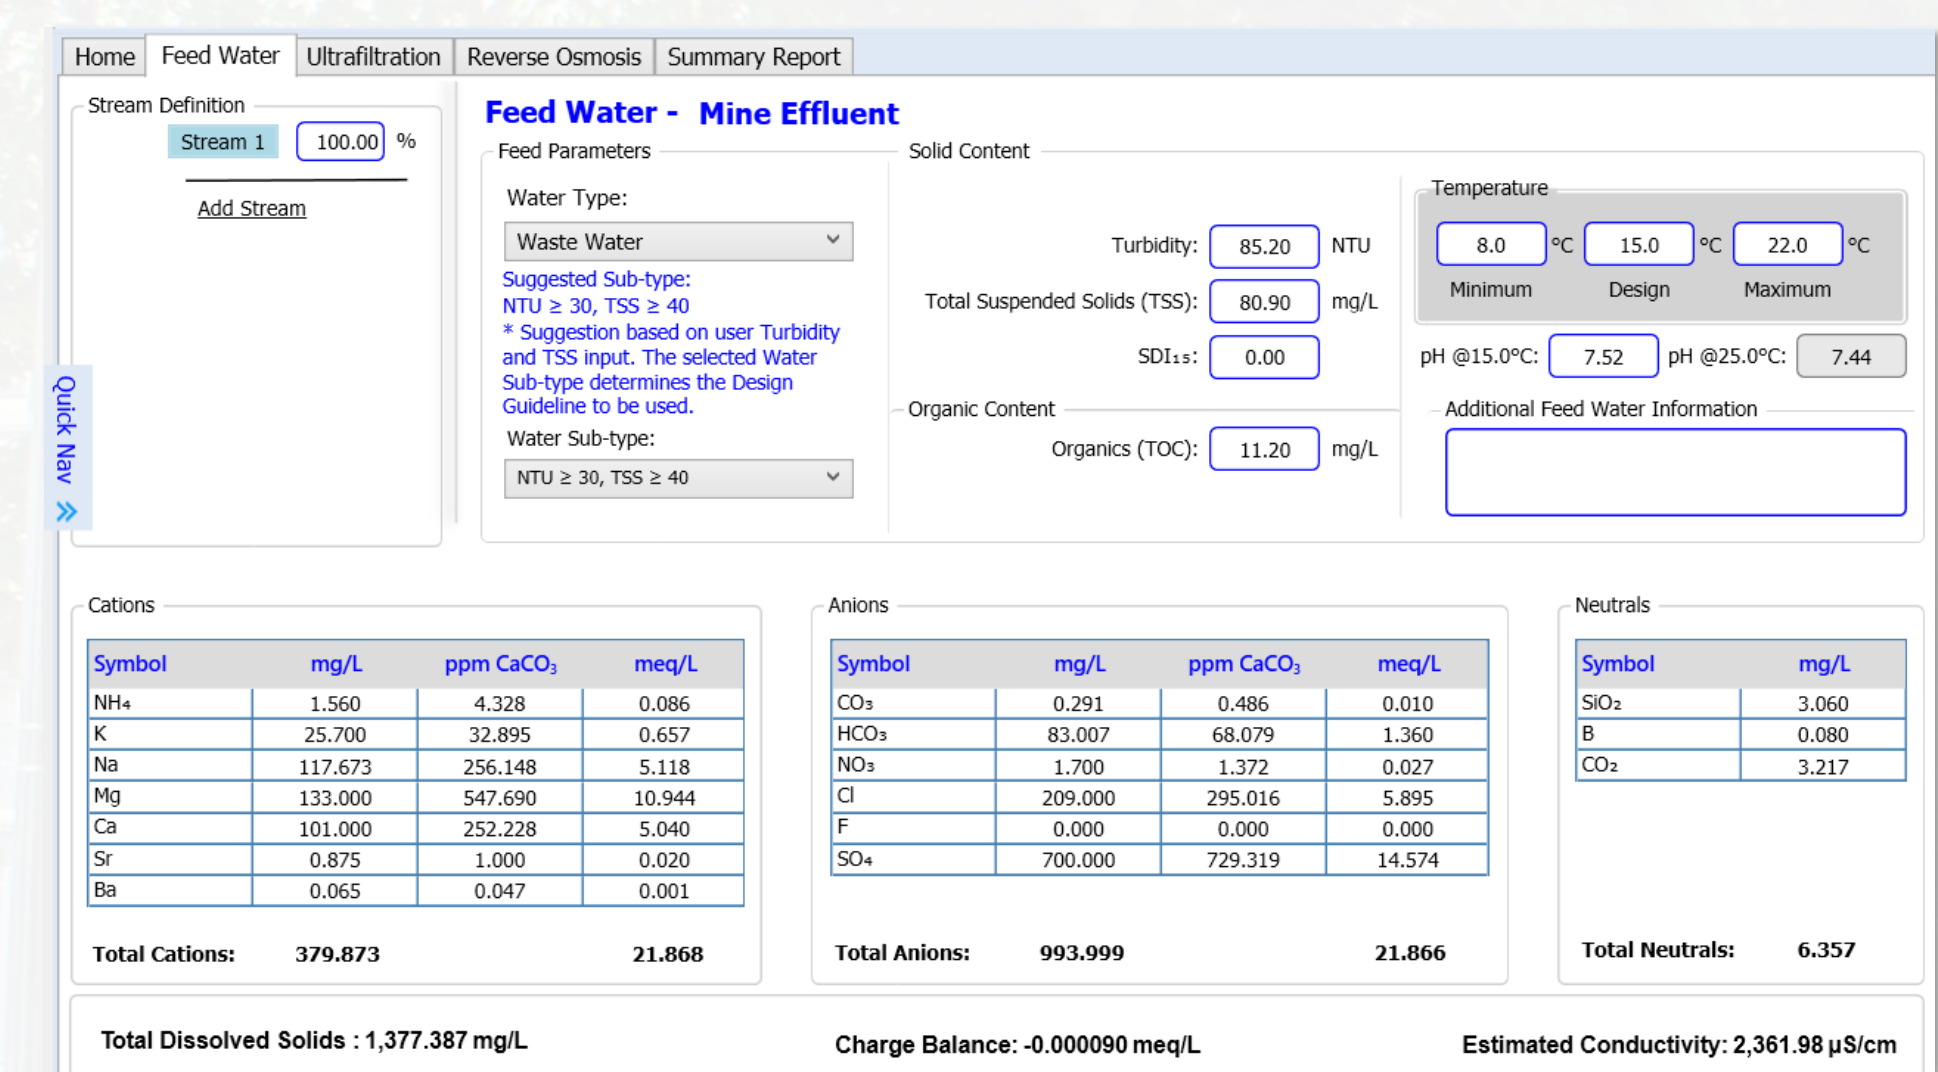 Home Feed Water Ultrafiltration Reverse Osmosis Summary Report
Stream Definition
Stream 1 100.00 %
Add Stream
Quick Nav »
Feed Water - Mine Effluent
Feed Parameters
Water Type:
Waste Water
Suggested Sub-type:
NTU ≥ 30, TSS ≥ 40
* Suggestion based on user Turbidity
and TSS input. The selected Water
Sub-type determines the Design
Guideline to be used.
Water Sub-type:
NTU ≥ 30, TSS ≥ 40
Solid Content
Turbidity: 85.20 NTU
Total Suspended Solids (TSS): 80.90 mg/L
SDI₁₅: 0.00
Organic Content
Organics (TOC): 11.20 mg/L
Temperature
8.0 °C 15.0 °C 22.0 °C
Minimum Design Maximum
pH @15.0°C: 7.52 pH @25.0°C: 7.44
Additional Feed Water Information
Cations
Symbol mg/L ppm CaCO₃ meq/L
NH₄ 1.560 4.328 0.086
K 25.700 32.895 0.657
Na 117.673 256.148 5.118
Mg 133.000 547.690 10.944
Ca 101.000 252.228 5.040
Sr 0.875 1.000 0.020
Ba 0.065 0.047 0.001
Total Cations: 379.873 21.868
Anions
Symbol mg/L ppm CaCO₃ meq/L
CO₃ 0.291 0.486 0.010
HCO₃ 83.007 68.079 1.360
NO₃ 1.700 1.372 0.027
Cl 209.000 295.016 5.895
F 0.000 0.000 0.000
SO₄ 700.000 729.319 14.574
Total Anions: 993.999 21.866
Neutrals
Symbol mg/L
SiO₂ 3.060
B 0.080
CO₂ 3.217
Total Neutrals: 6.357
Total Dissolved Solids : 1,377.387 mg/L
Charge Balance: -0.000090 meq/L
Estimated Conductivity: 2,361.98 µS/cm